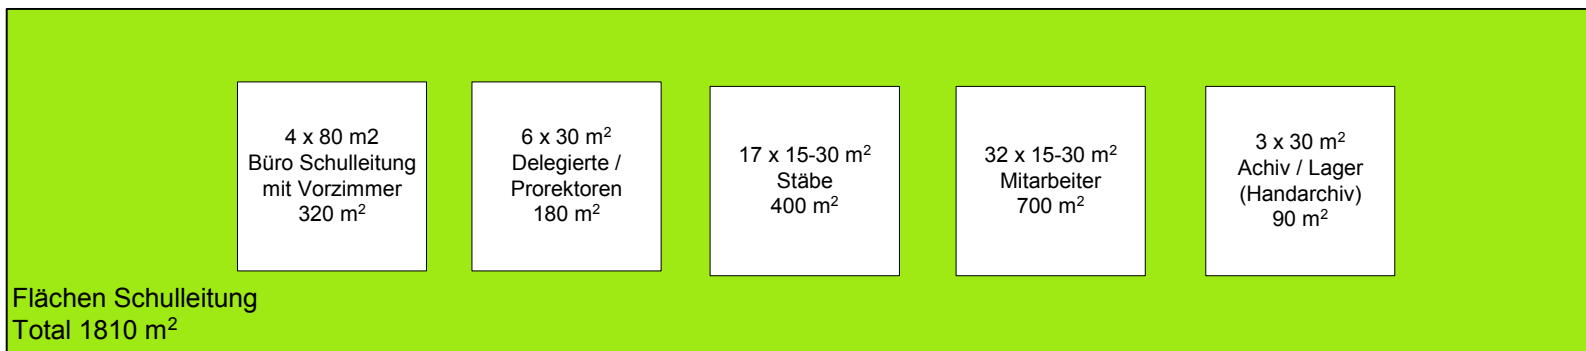 4 x 80 m2
Büro Schulleitung
mit Vorzimmer
320 m²
6 x 30 m²
Delegierte /
Prorektoren
180 m²
17 x 15-30 m²
Stäbe
400 m²
32 x 15-30 m²
Mitarbeiter
700 m²
3 x 30 m²
Achiv / Lager
(Handarchiv)
90 m²
Flächen Schulleitung
Total 1810 m²